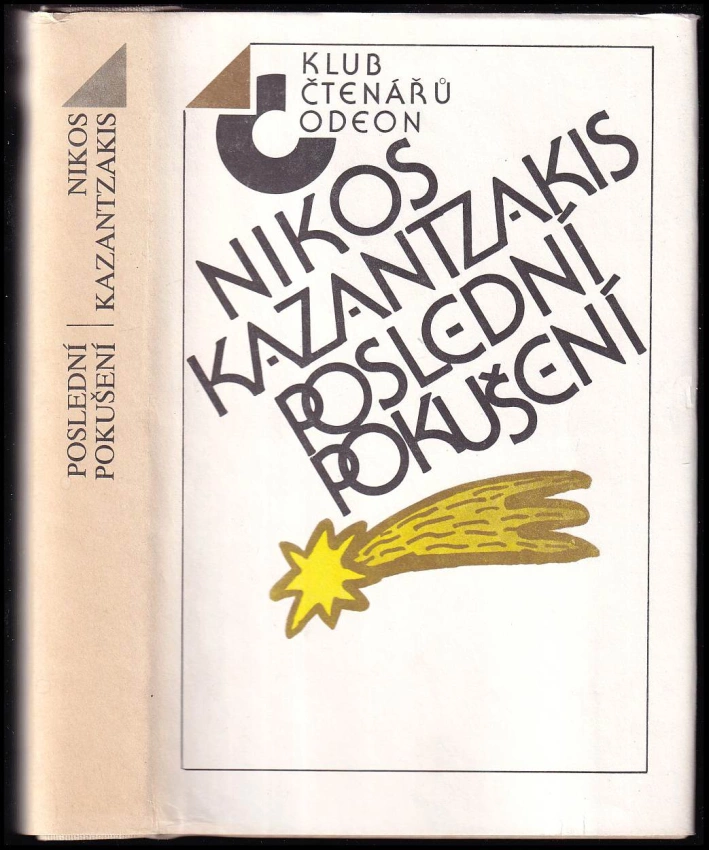 NIKOS
KAZANTZAKIS
POSLEDNÍ
POKUŠENÍ
KLUB
ČTENÁŘŮ
ODEON
NIKOS
KAZANTZAKIS
POSLEDNÍ
POKUŠENÍ